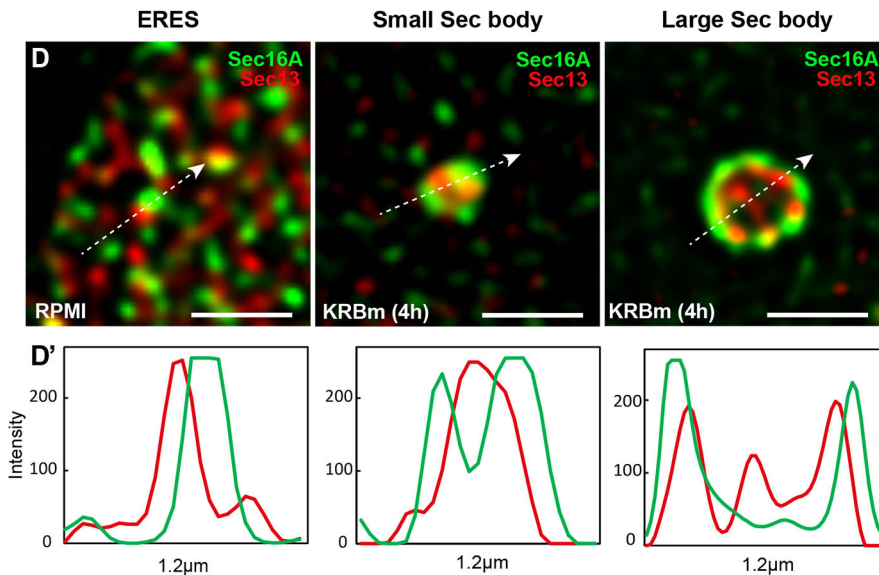 ERES
Small Sec body
Large Sec body
D
Sec16A
Sec13
RPMI
Sec16A
Sec13
KRBm (4h)
Sec16A
Sec13
KRBm (4h)
D'
Intensity
200
100
0
1.2µm
200
100
0
1.2µm
200
100
0
1.2µm